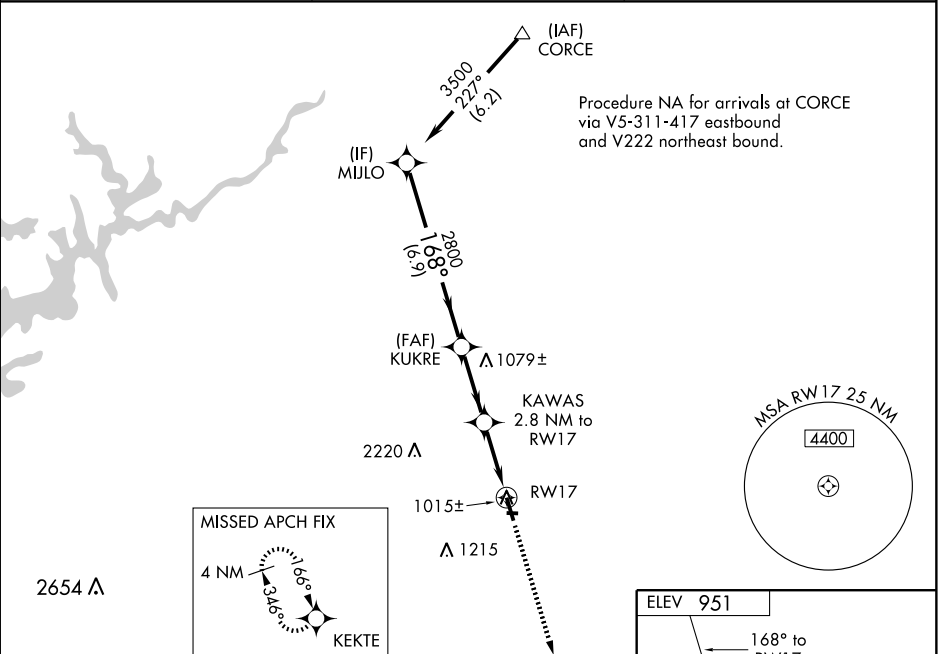 (IAF)
CORCE
3500
227°
(6.2)
Procedure NA for arrivals at CORCE
via V5-311-417 eastbound
and V222 northeast bound.
(IF)
MIJLO
2800
168°
(6.9)
(FAF)
KUKRE
1079±
KAWAS
2.8 NM to
RW17
MSA RW17 25 NM
4400
2220
RW17
1015±
1215
MISSED APCH FIX
4 NM
166°
346°
KEKTE
2654
ELEV 951
168° to
RW17